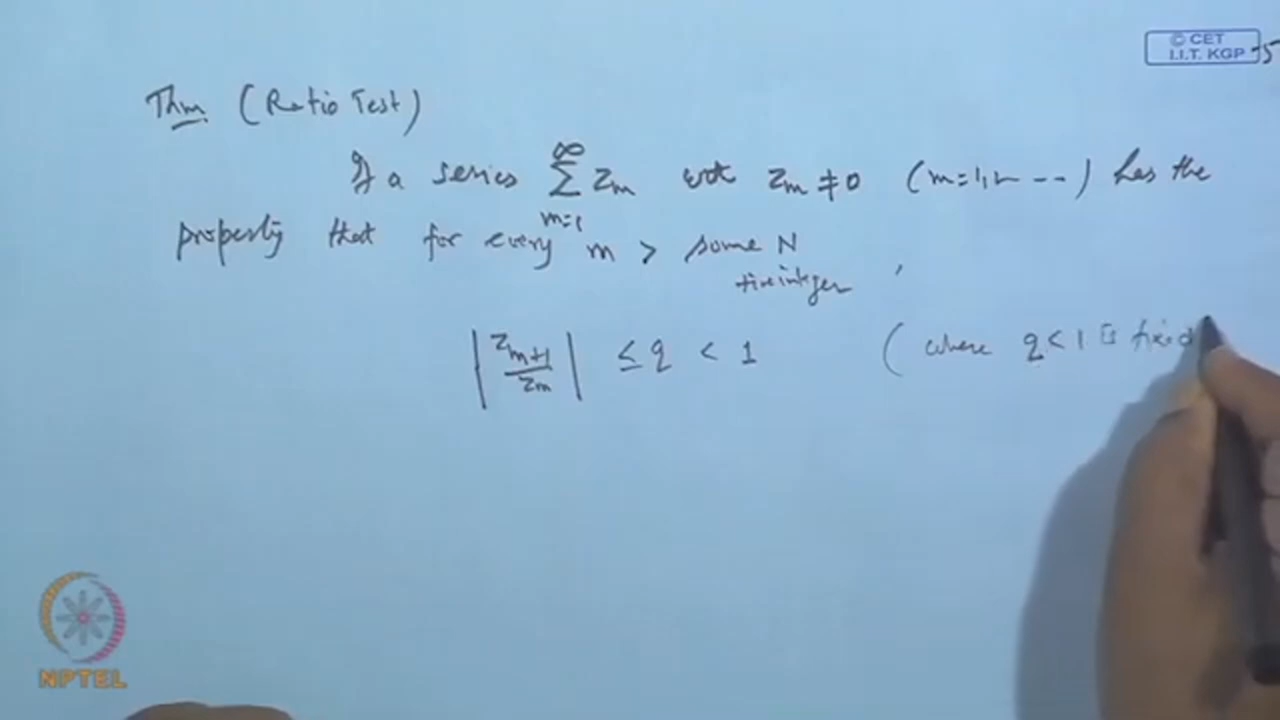 © CET
I.I.T. KGP
Thm (Ratio Test)
If a series ∑_{m=1}^{∞} z_m with z_m ≠ 0 (m=1,2 ---) has the
property that for every m > some N
+ive integer ,
|z_{m+1}/z_m| ≤ q < 1 (where q<1 is fixed
NPTEL